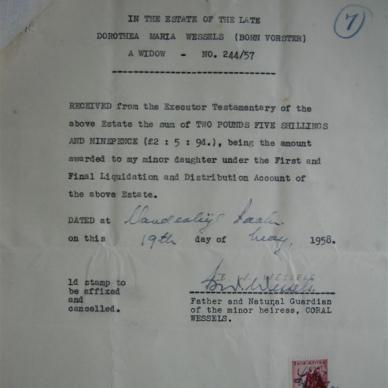 7
IN THE ESTATE OF THE LATE
DOROTHEA MARIA WESSELS (BORN VORSTER)
A WIDOW - NO. 244/57
RECEIVED from the Executor Testamentary of the
above Estate the sum of TWO POUNDS FIVE SHILLINGS
AND NINEPENCE (£2 : 5 : 9d.), being the amount
awarded to my minor daughter under the First and
Final Liquidation and Distribution Account of
the above Estate.
DATED at
on this 19th day of May, 1958.
1d stamp to
be affixed
and
cancelled.
WESSELS
Father and Natural Guardian
of the minor heiress, CORAL
WESSELS.